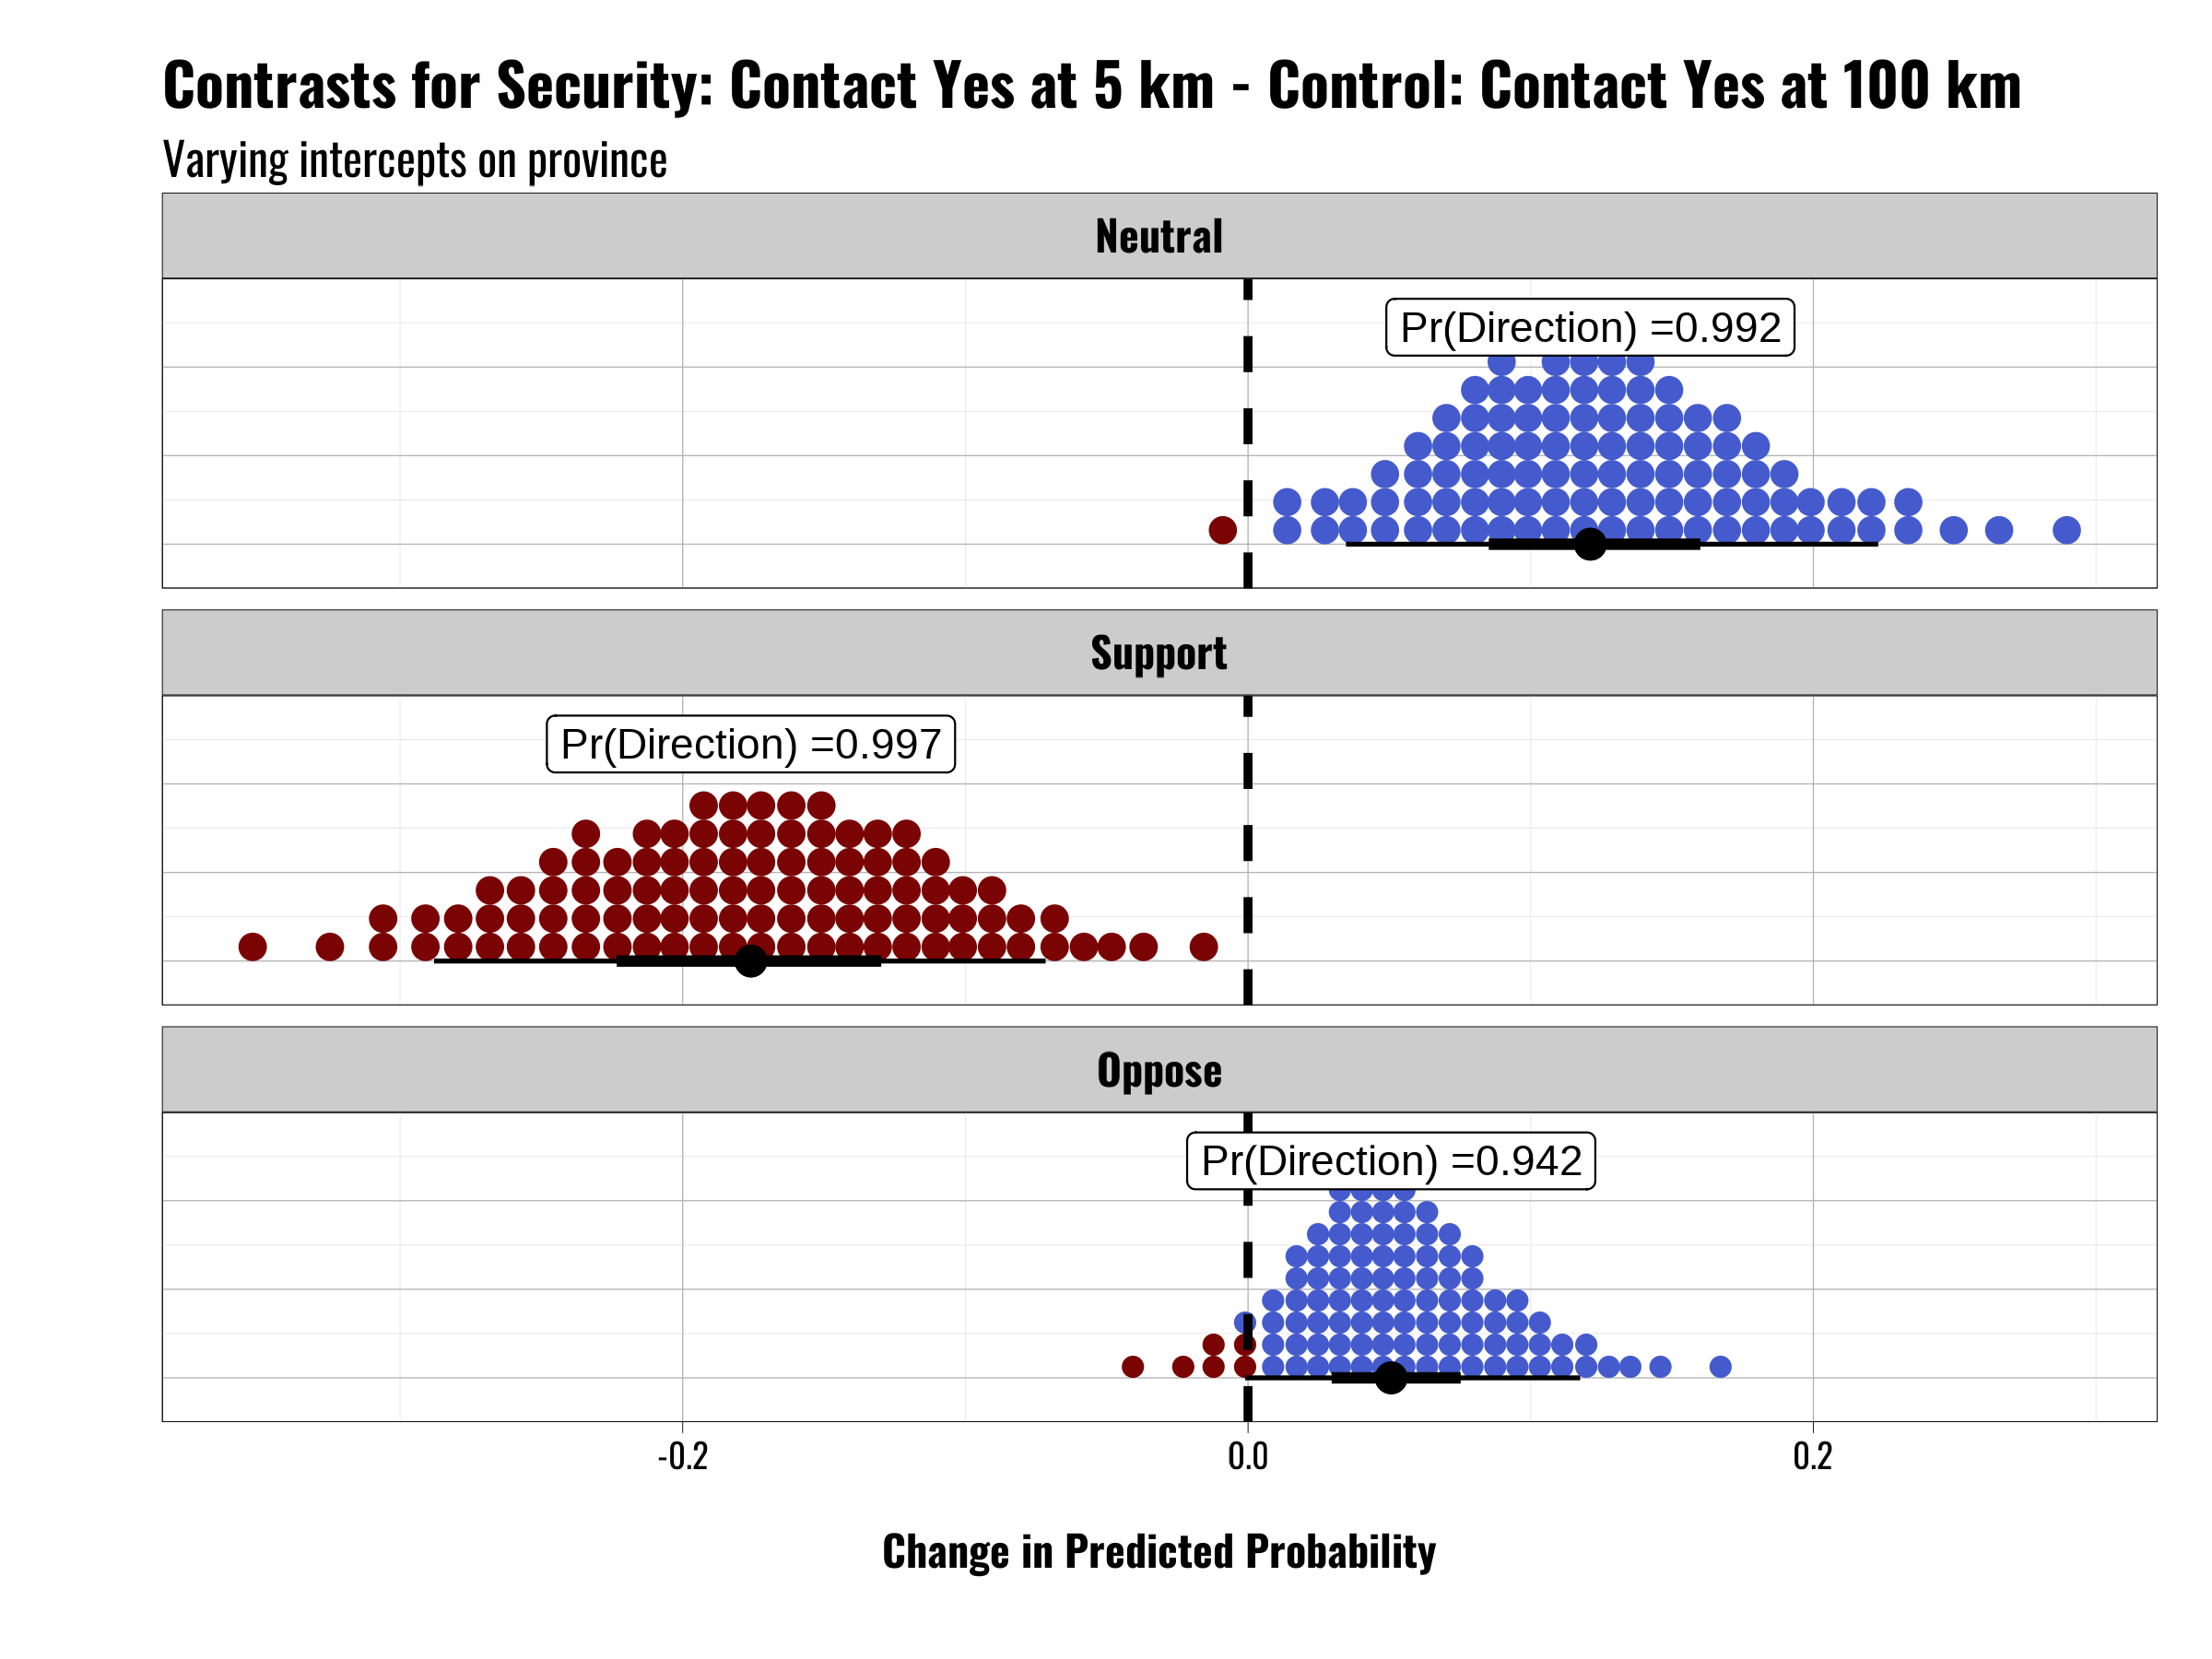 Contrasts for Security: Contact Yes at 5 km - Control: Contact Yes at 100 km
Varying intercepts on province
Neutral
Pr(Direction) =0.992
Support
Pr(Direction) =0.997
Oppose
Pr(Direction) =0.942
-0.2
0.0
0.2
Change in Predicted Probability